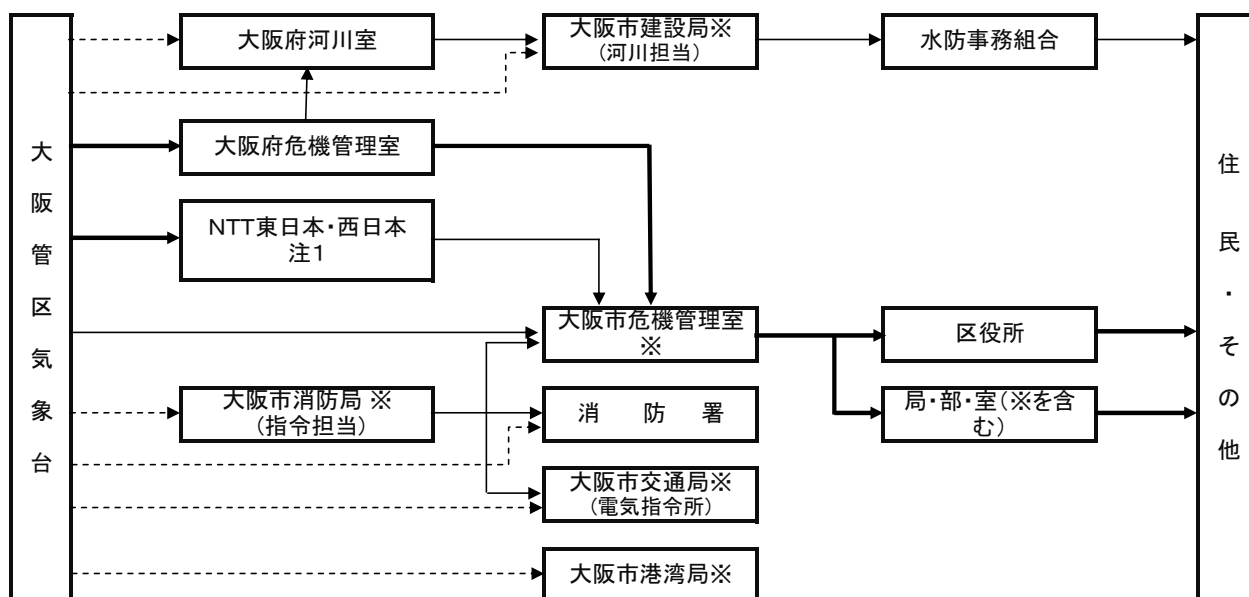 大阪管区気象台
大阪府河川室
大阪市建設局※
(河川担当)
水防事務組合
大阪府危機管理室
NTT東日本・西日本
注1
大阪市危機管理室
※
区役所
大阪市消防局 ※
(指令担当)
消 防 署
局・部・室(※を含
む)
大阪市交通局※
(電気指令所)
大阪市港湾局※
住民・その他